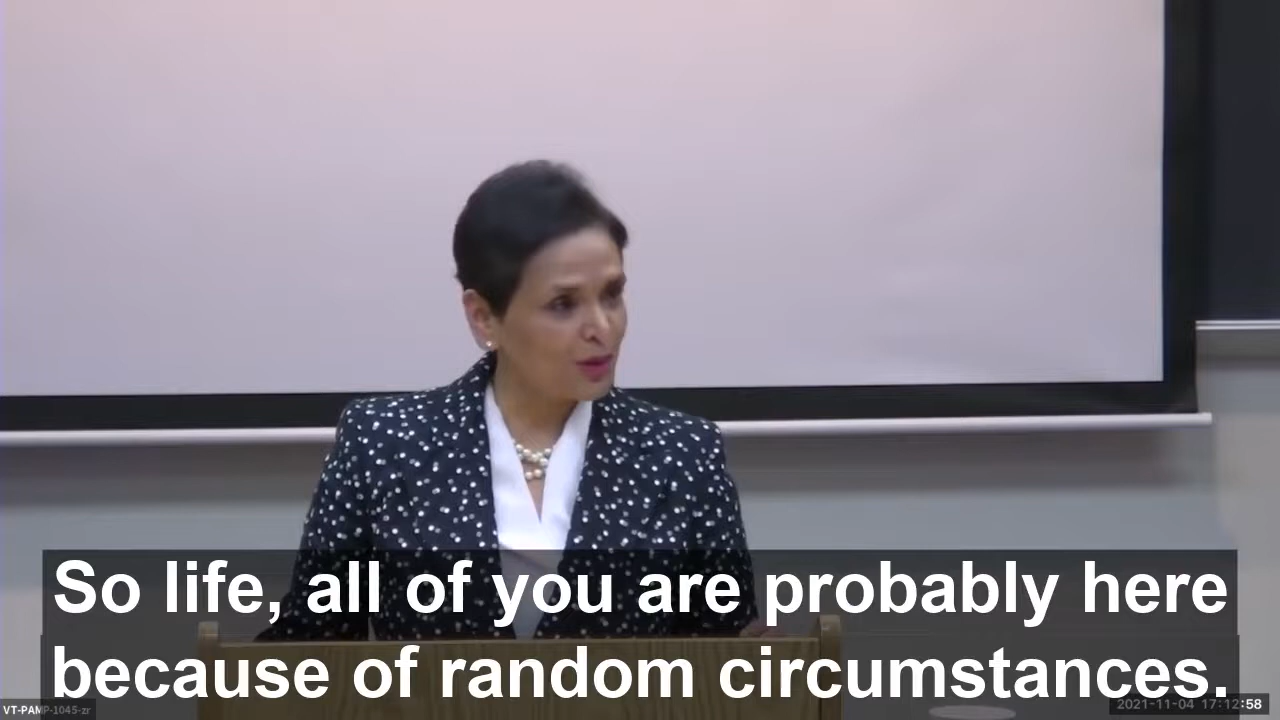 So life, all of you are probably here
because of random circumstances.
VT-PAMP-1045-zr
2021-11-04 17:12:58